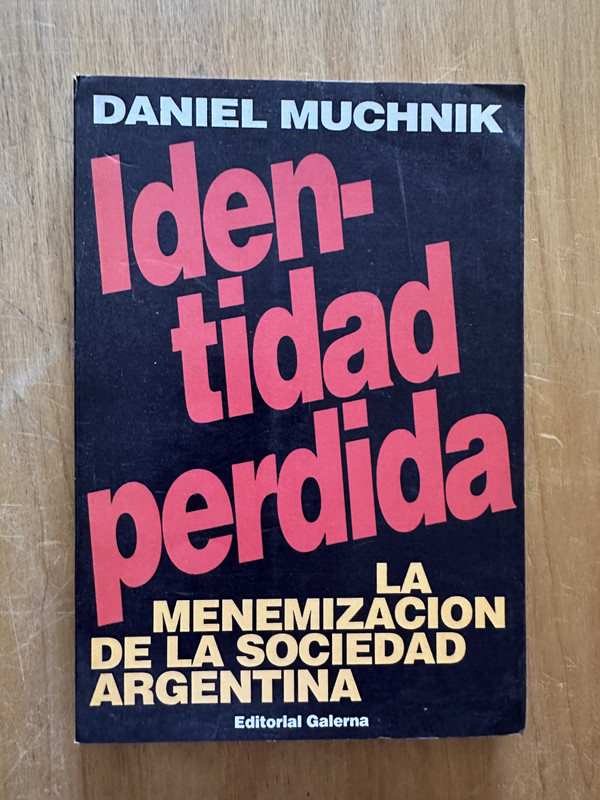 DANIEL MUCHNIK
Iden-
tidad
perdida
LA
MENEMIZACION
DE LA SOCIEDAD
ARGENTINA
Editorial Galerna